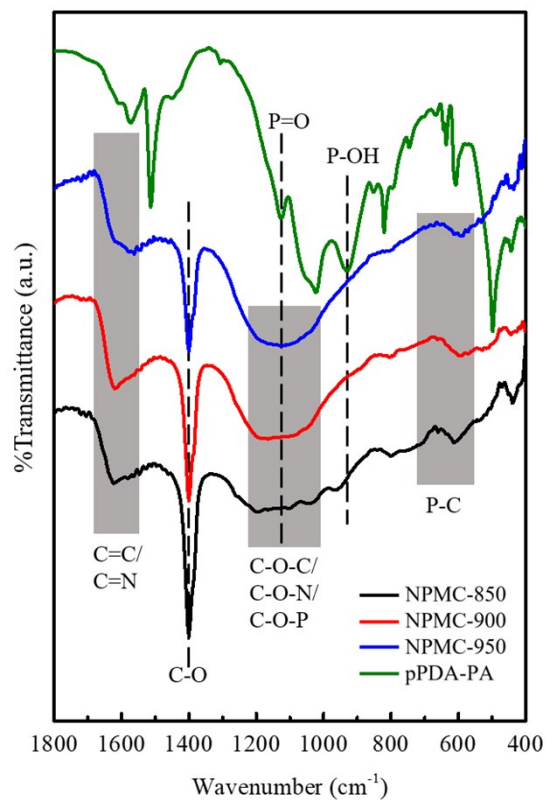 P=O
P-OH
P-C
C=C/
C=N
C-O-C/
C-O-N/
C-O-P
C-O
NPMC-850
NPMC-900
NPMC-950
pPDA-PA
%Transmittance (a.u.)
1800 1600 1400 1200 1000 800 600 400
Wavenumber (cm⁻¹)